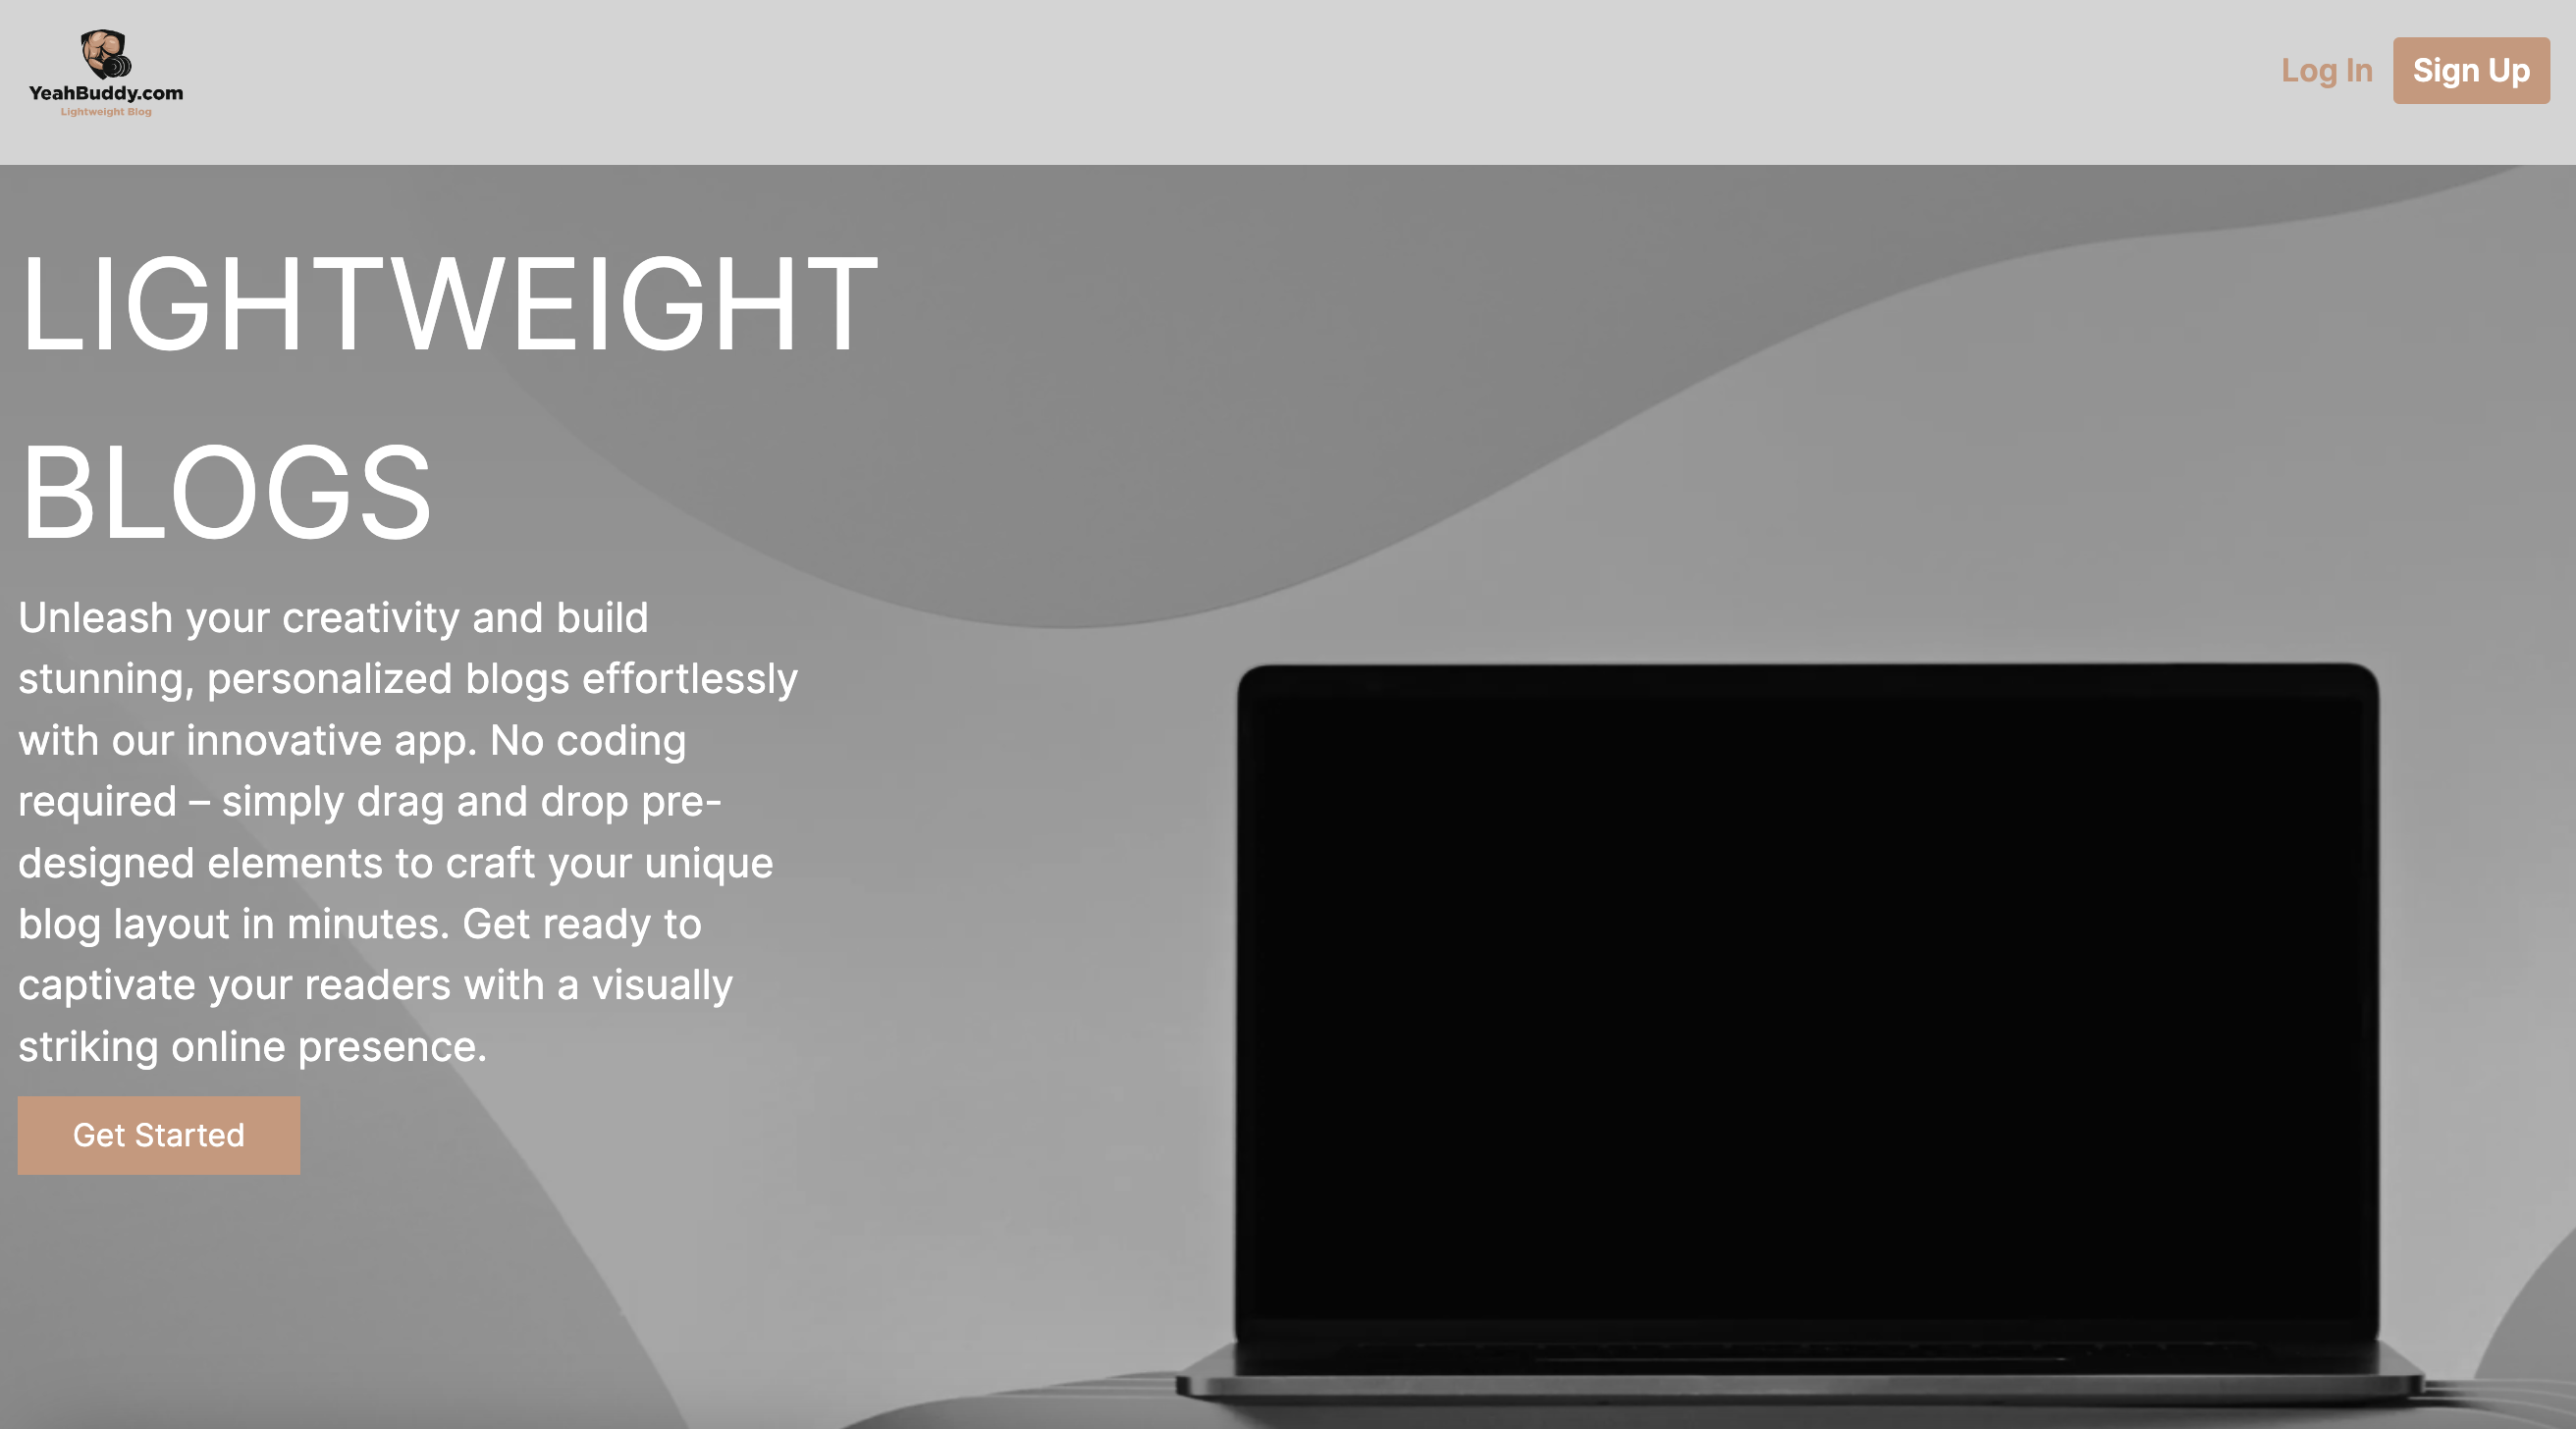 YeahBuddy.com
Lightweight Blog
Log In
Sign Up
LIGHTWEIGHT
BLOGS
Unleash your creativity and build
stunning, personalized blogs effortlessly
with our innovative app. No coding
required – simply drag and drop pre-
designed elements to craft your unique
blog layout in minutes. Get ready to
captivate your readers with a visually
striking online presence.
Get Started